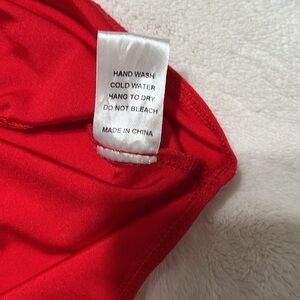 HAND WASH
COLD WATER
HANG TO DRY
DO NOT BLEACH
MADE IN CHINA